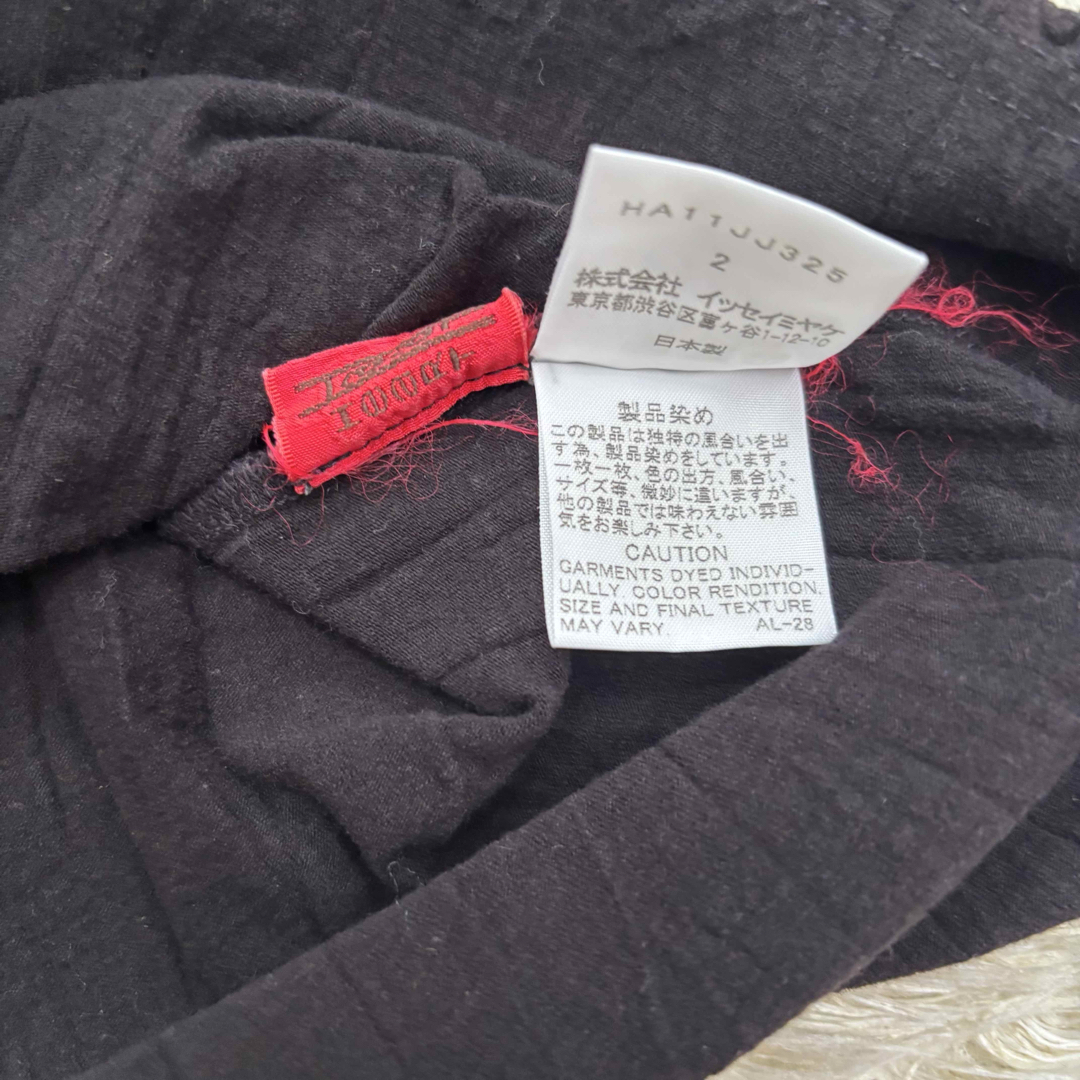 HA11JJ325
2
株式会社 イッセイミヤケ
東京都渋谷区富ヶ谷1-12-10
日本製
製品染め
この製品は独特の風合いを出
す為、製品染めをしています。
一枚一枚、色の出方、風合い、
サイズ等、微妙に違いますが、
他の製品では味わえない雰囲
気をお楽しみ下さい。
CAUTION
GARMENTS DYED INDIVID-
UALLY. COLOR RENDITION,
SIZE AND FINAL TEXTURE
MAY VARY. AL-28